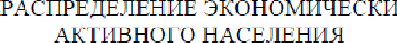 РАСПРЕДЕЛЕНИЕ ЭКОНОМИЧЕСКИ
АКТИВНОГО НАСЕЛЕНИЯ